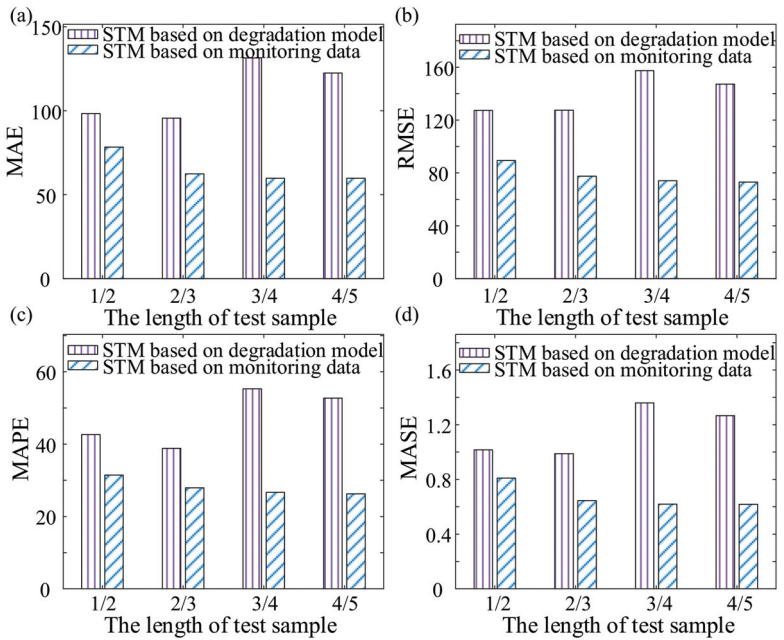 (a)
STM based on degradation model
STM based on monitoring data
150
100
50
0
MAE
1/2 2/3 3/4 4/5
The length of test sample
(b)
STM based on degradation model
STM based on monitoring data
160
120
80
40
0
RMSE
1/2 2/3 3/4 4/5
The length of test sample
(c)
STM based on degradation model
STM based on monitoring data
60
40
20
0
MAPE
1/2 2/3 3/4 4/5
The length of test sample
(d)
STM based on degradation model
STM based on monitoring data
1.6
1.2
0.8
0.4
0
MASE
1/2 2/3 3/4 4/5
The length of test sample